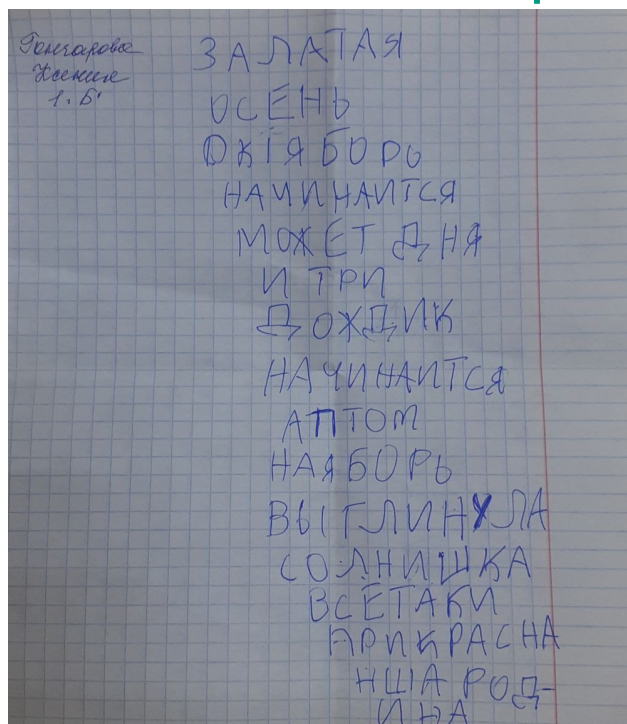 Гончарова
Ксения
1. Б.
ЗАЛАТАЯ
ОСЕНЬ
ОКТЯБОРЬ
НАЧИНАИТСЯ
МОЖЕТ ДНЯ
И ТРИ
ДОЖДИК
НАЧИНАИТСЯ
АПТОМ
НАЯБОРЬ
ВЫГЛИНУЛА
СОЛНИШКА
ВСЕТАКИ
ПРИКРАСНА
НША РОД-
ИНА